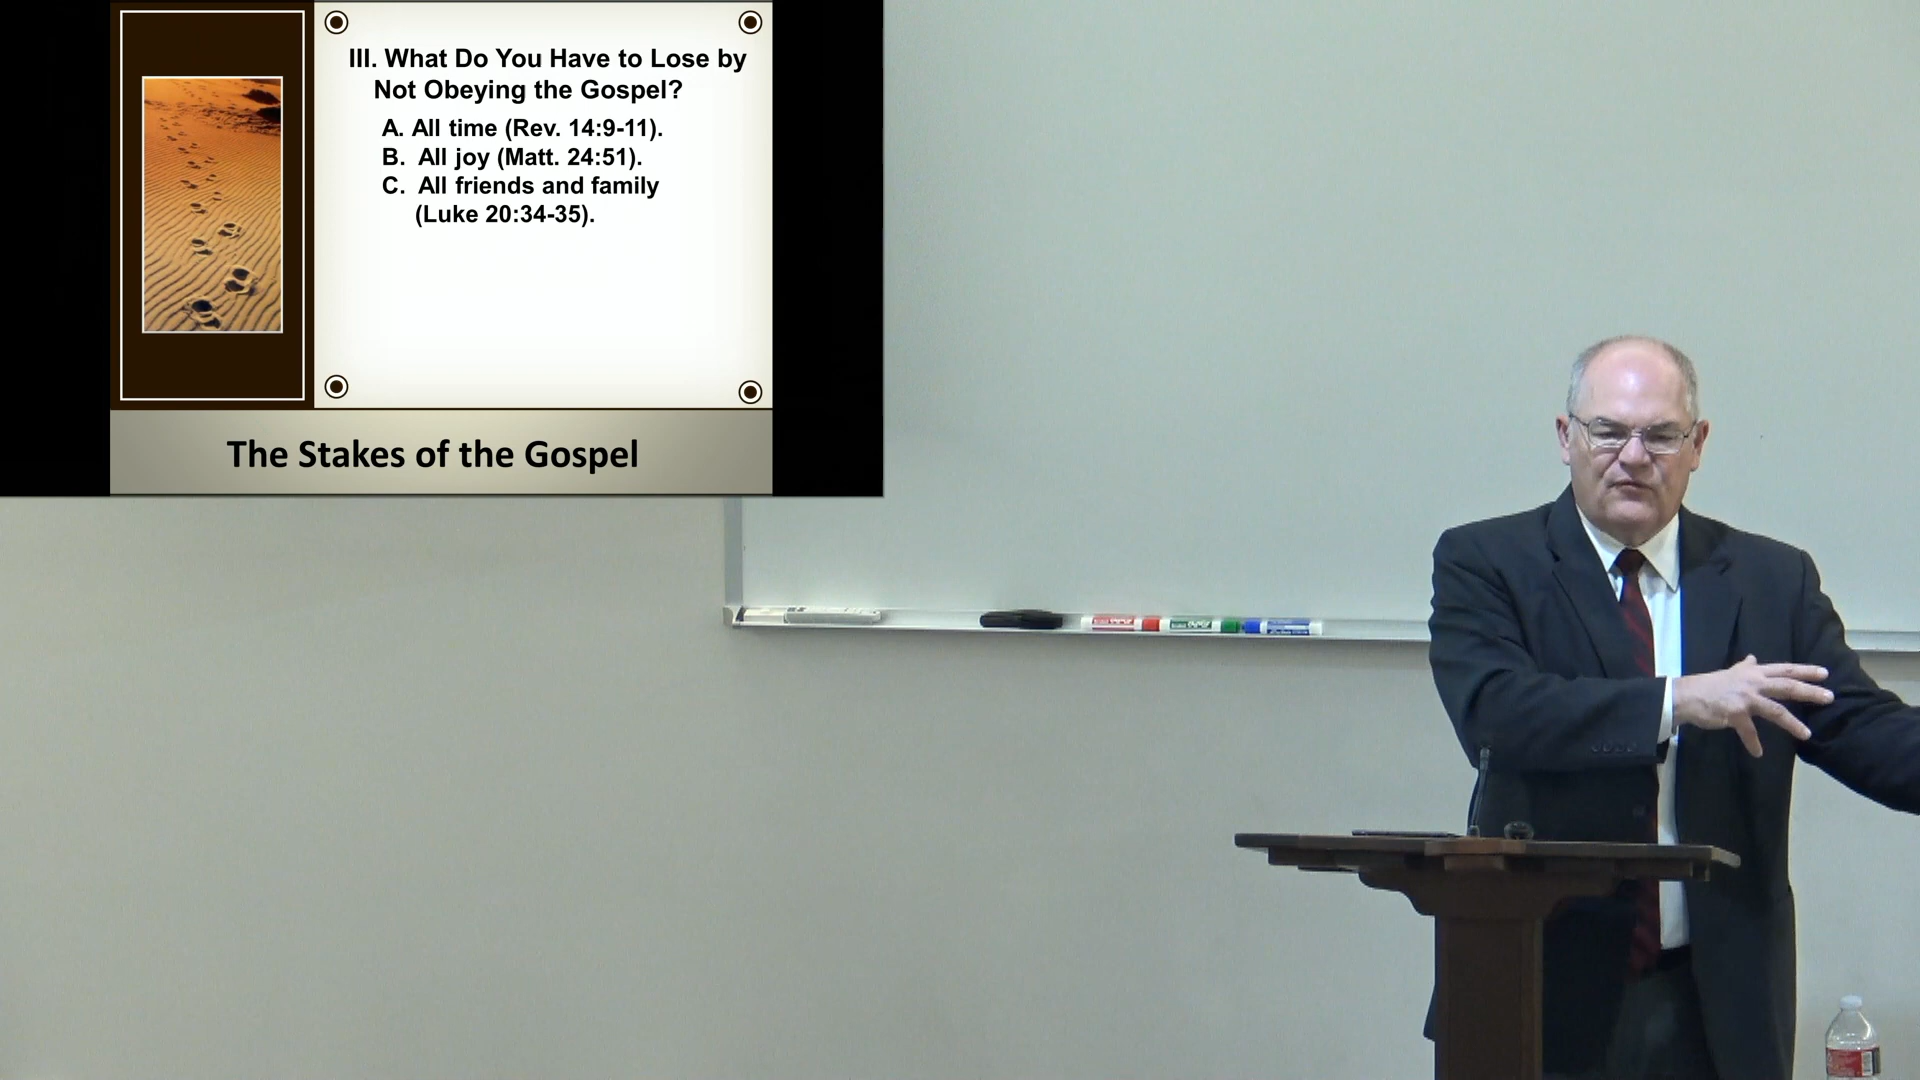 III. What Do You Have to Lose by
Not Obeying the Gospel?
A. All time (Rev. 14:9-11).
B. All joy (Matt. 24:51).
C. All friends and family
(Luke 20:34-35).
The Stakes of the Gospel